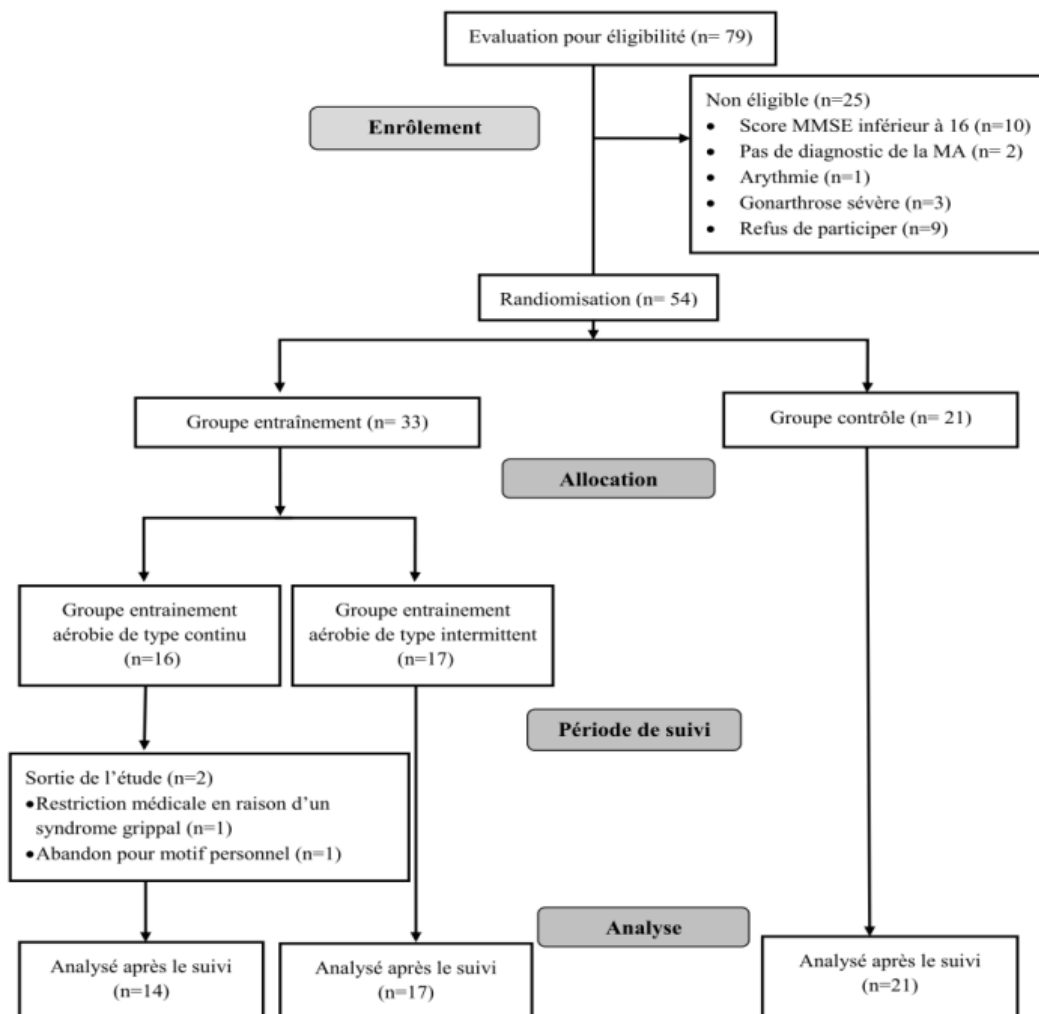 Evaluation pour éligibilité (n= 79)
Enrôlement
Non éligible (n=25)
• Score MMSE inférieur à 16 (n=10)
• Pas de diagnostic de la MA (n= 2)
• Arythmie (n=1)
• Gonarthrose sévère (n=3)
• Refus de participer (n=9)
Randiomisation (n= 54)
Groupe entraînement (n= 33)
Groupe contrôle (n= 21)
Allocation
Groupe entrainement
aérobie de type continu
(n=16)
Groupe entrainement
aérobie de type intermittent
(n=17)
Période de suivi
Sortie de l’étude (n=2)
•Restriction médicale en raison d’un
syndrome grippal (n=1)
•Abandon pour motif personnel (n=1)
Analyse
Analysé après le suivi
(n=14)
Analysé après le suivi
(n=17)
Analysé après le suivi
(n=21)